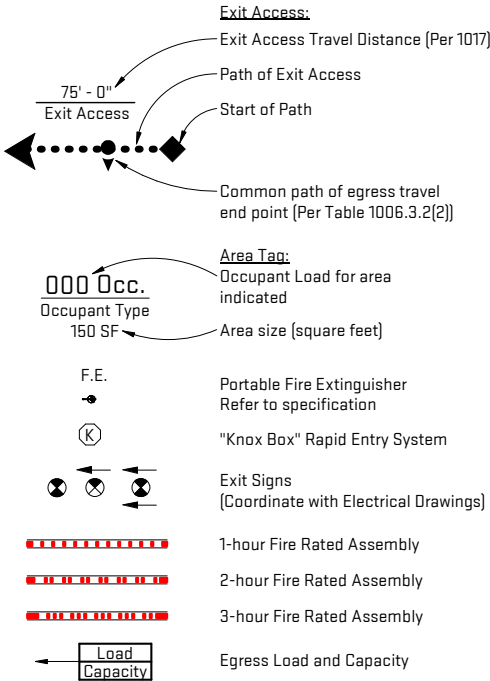 Exit Access:
Exit Access Travel Distance (Per 1017)
75' - 0"
Exit Access
Path of Exit Access
Start of Path
Common path of egress travel
end point (Per Table 1006.3.2(2))
Area Tag:
000 Occ.
Occupant Type
150 SF
Occupant Load for area
indicated
Area size (square feet)
F.E.
Portable Fire Extinguisher
Refer to specification
K
"Knox Box" Rapid Entry System
Exit Signs
(Coordinate with Electrical Drawings)
1-hour Fire Rated Assembly
2-hour Fire Rated Assembly
3-hour Fire Rated Assembly
Load
Capacity
Egress Load and Capacity